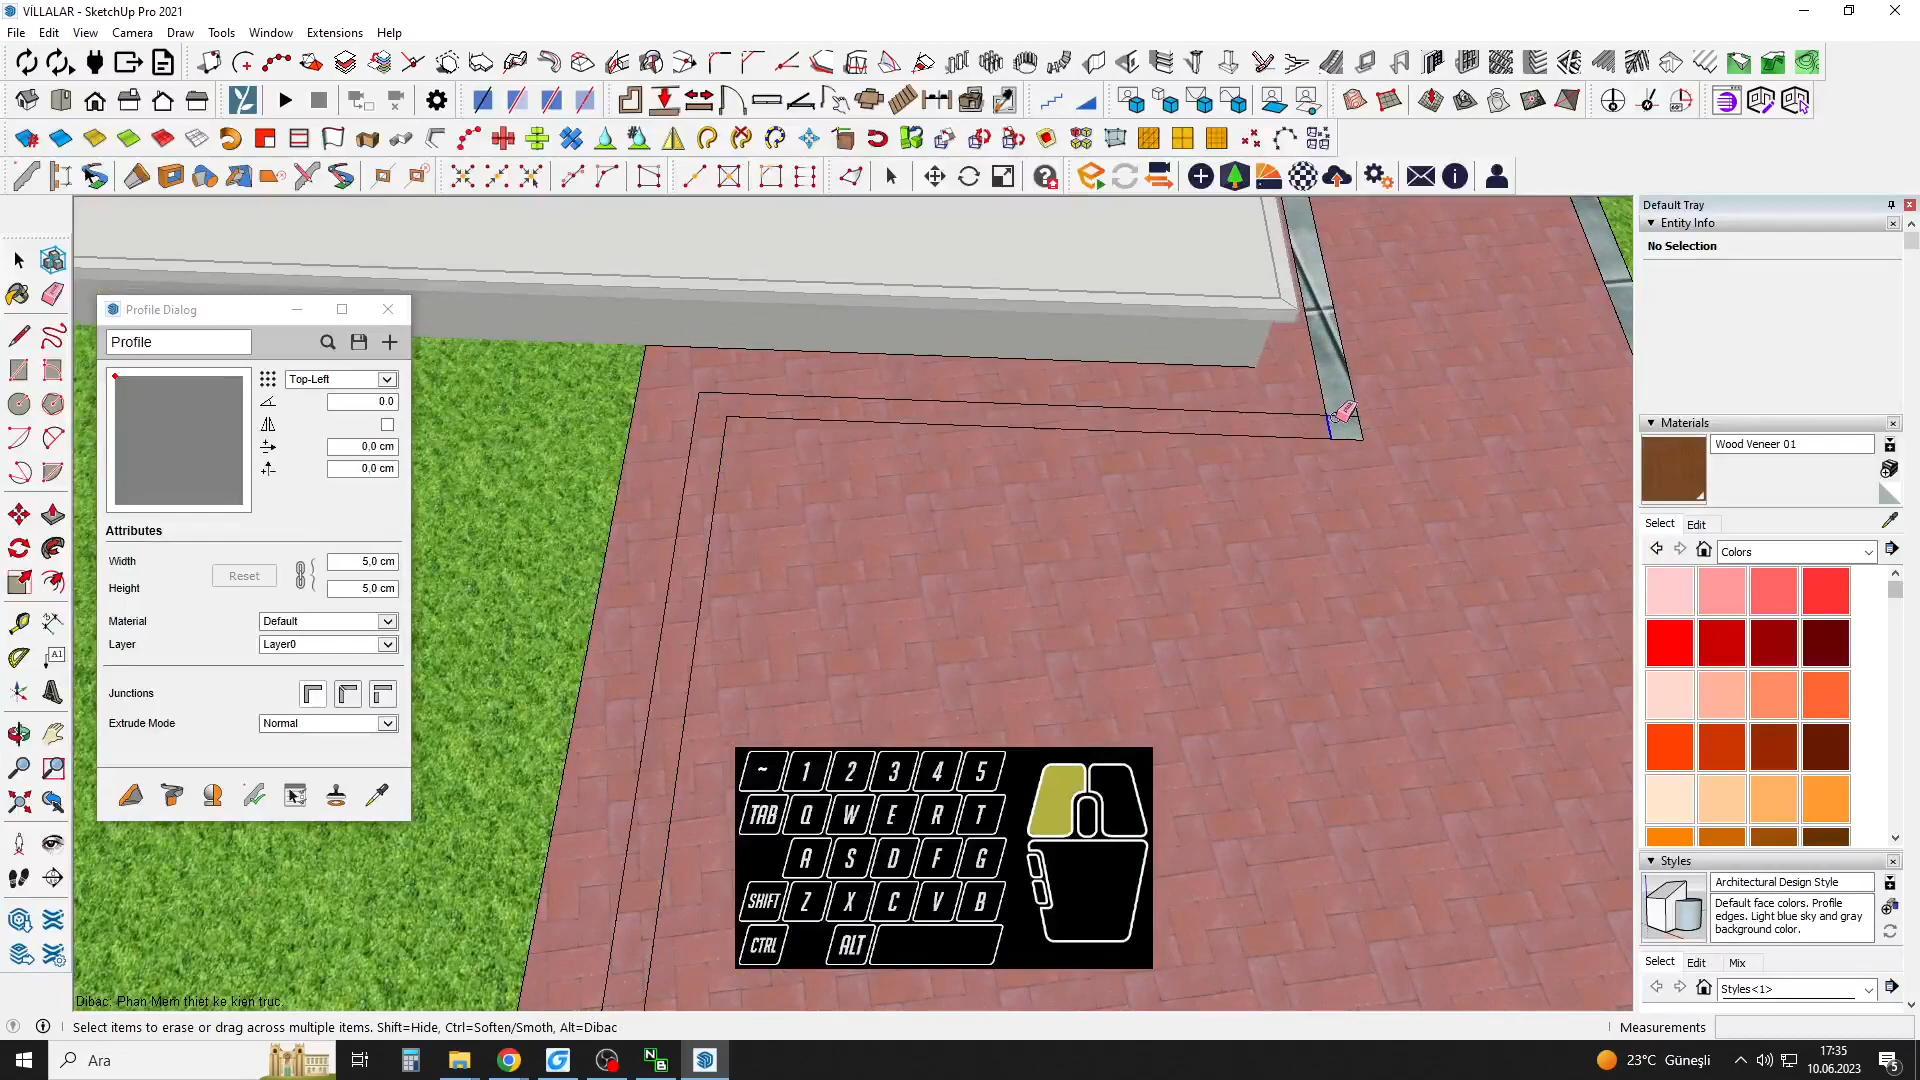 VİLLALAR - SketchUp Pro 2021
File Edit View Camera Draw Tools Window Extensions Help
Default Tray
Entity Info
No Selection
Profile Dialog
Profile
Top-Left
0.0
0,0 cm
0,0 cm
Attributes
Width 5,0 cm
Reset
Height 5,0 cm
Material Default
Layer Layer0
Junctions
Extrude Mode Normal
Materials
Wood Veneer 01
Select Edit
Colors
~ 1 2 3 4 5
TAB Q W E R T
A S D F G
SHIFT Z X C V B
CTRL ALT
Styles
Architectural Design Style
Default face colors. Profile
edges. Light blue sky and gray
background color.
Select Edit Mix
Styles<1>
Dibac: Phan Mem thiet ke kien truc.
Select items to erase or drag across multiple items. Shift=Hide, Ctrl=Soften/Smoth, Alt=Dibac
Measurements
Ara
23°C Güneşli
17:35
10.06.2023
5